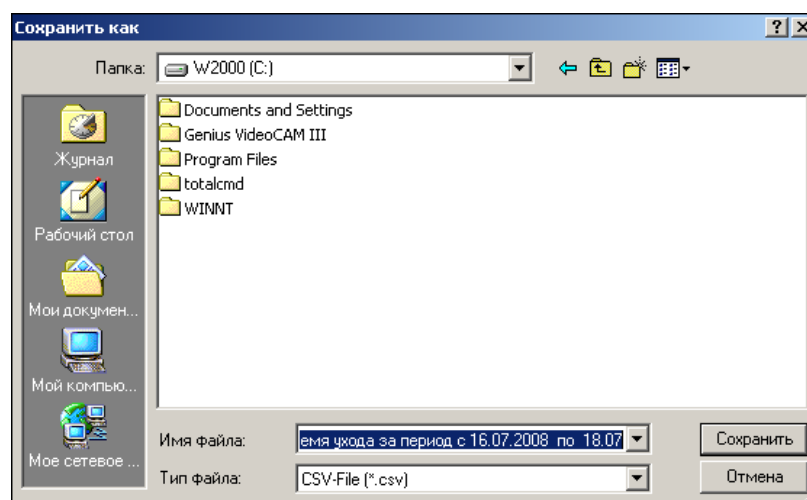 Сохранить как
Папка: W2000 (C:)
Журнал
Рабочий стол
Мои докумен...
Мой компью...
Мое сетевое ...
Documents and Settings
Genius VideoCAM III
Program Files
totalcmd
WINNT
Имя файла: емя ухода за период с 16.07.2008 по 18.07
Сохранить
Тип файла: CSV-File (*.csv)
Отмена